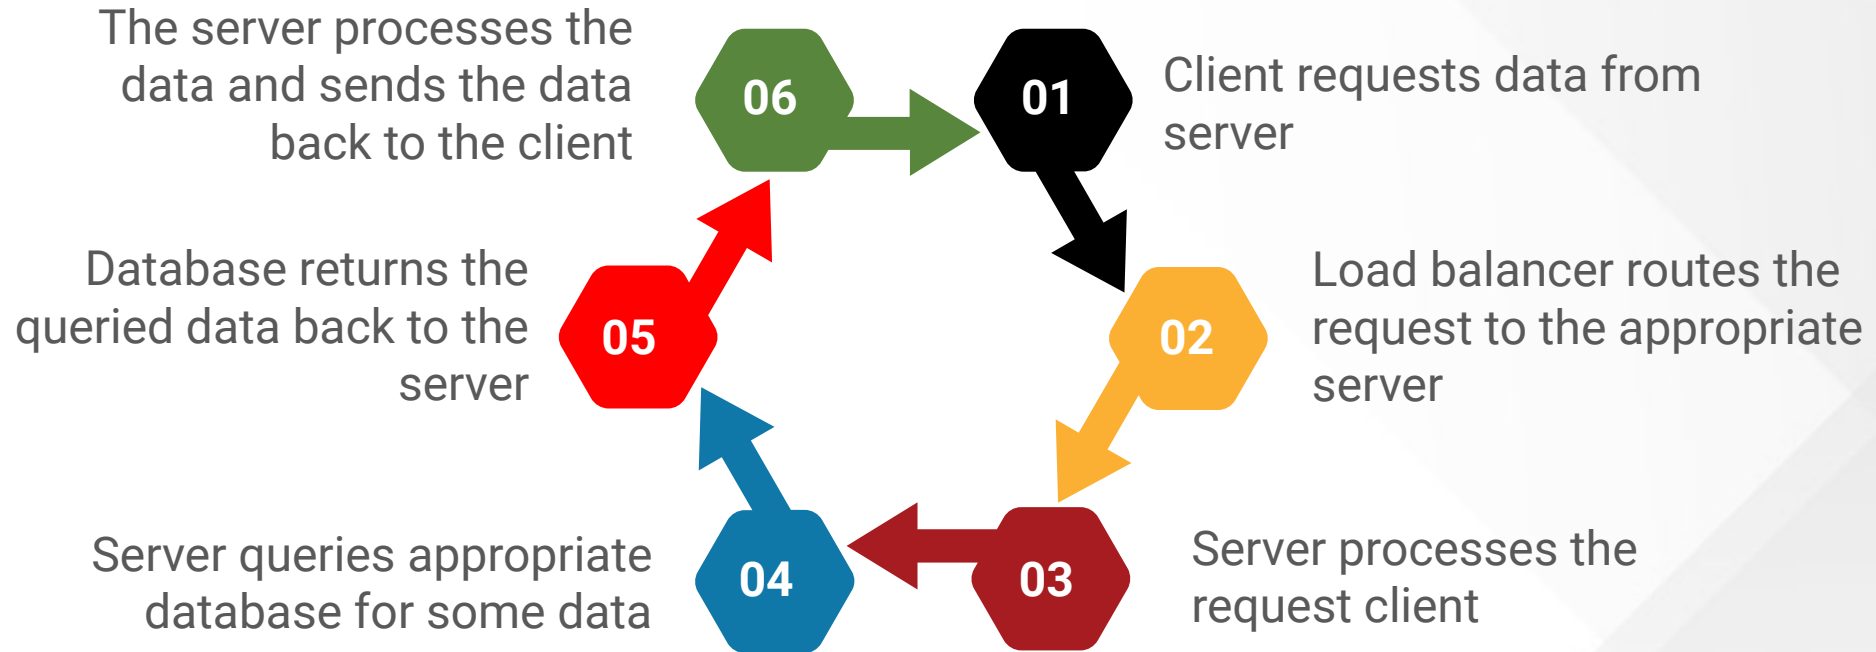 01
Client requests data from
server
02
Load balancer routes the
request to the appropriate
server
03
Server processes the
request client
04
Server queries appropriate
database for some data
05
Database returns the
queried data back to the
server
06
The server processes the
data and sends the data
back to the client